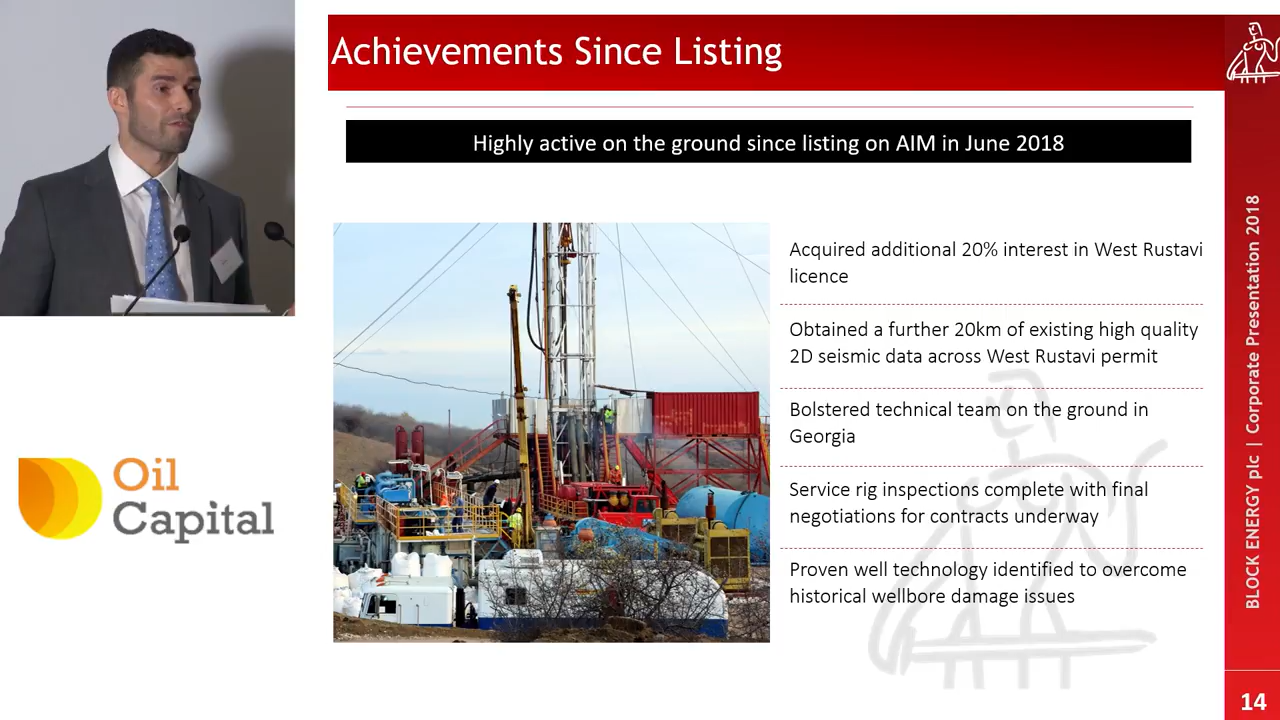 Achievements Since Listing
Highly active on the ground since listing on AIM in June 2018
Acquired additional 20% interest in West Rustavi
licence
Obtained a further 20km of existing high quality
2D seismic data across West Rustavi permit
Bolstered technical team on the ground in
Georgia
Service rig inspections complete with final
negotiations for contracts underway
Proven well technology identified to overcome
historical wellbore damage issues
Oil
Capital
BLOCK ENERGY plc | Corporate Presentation 2018
14